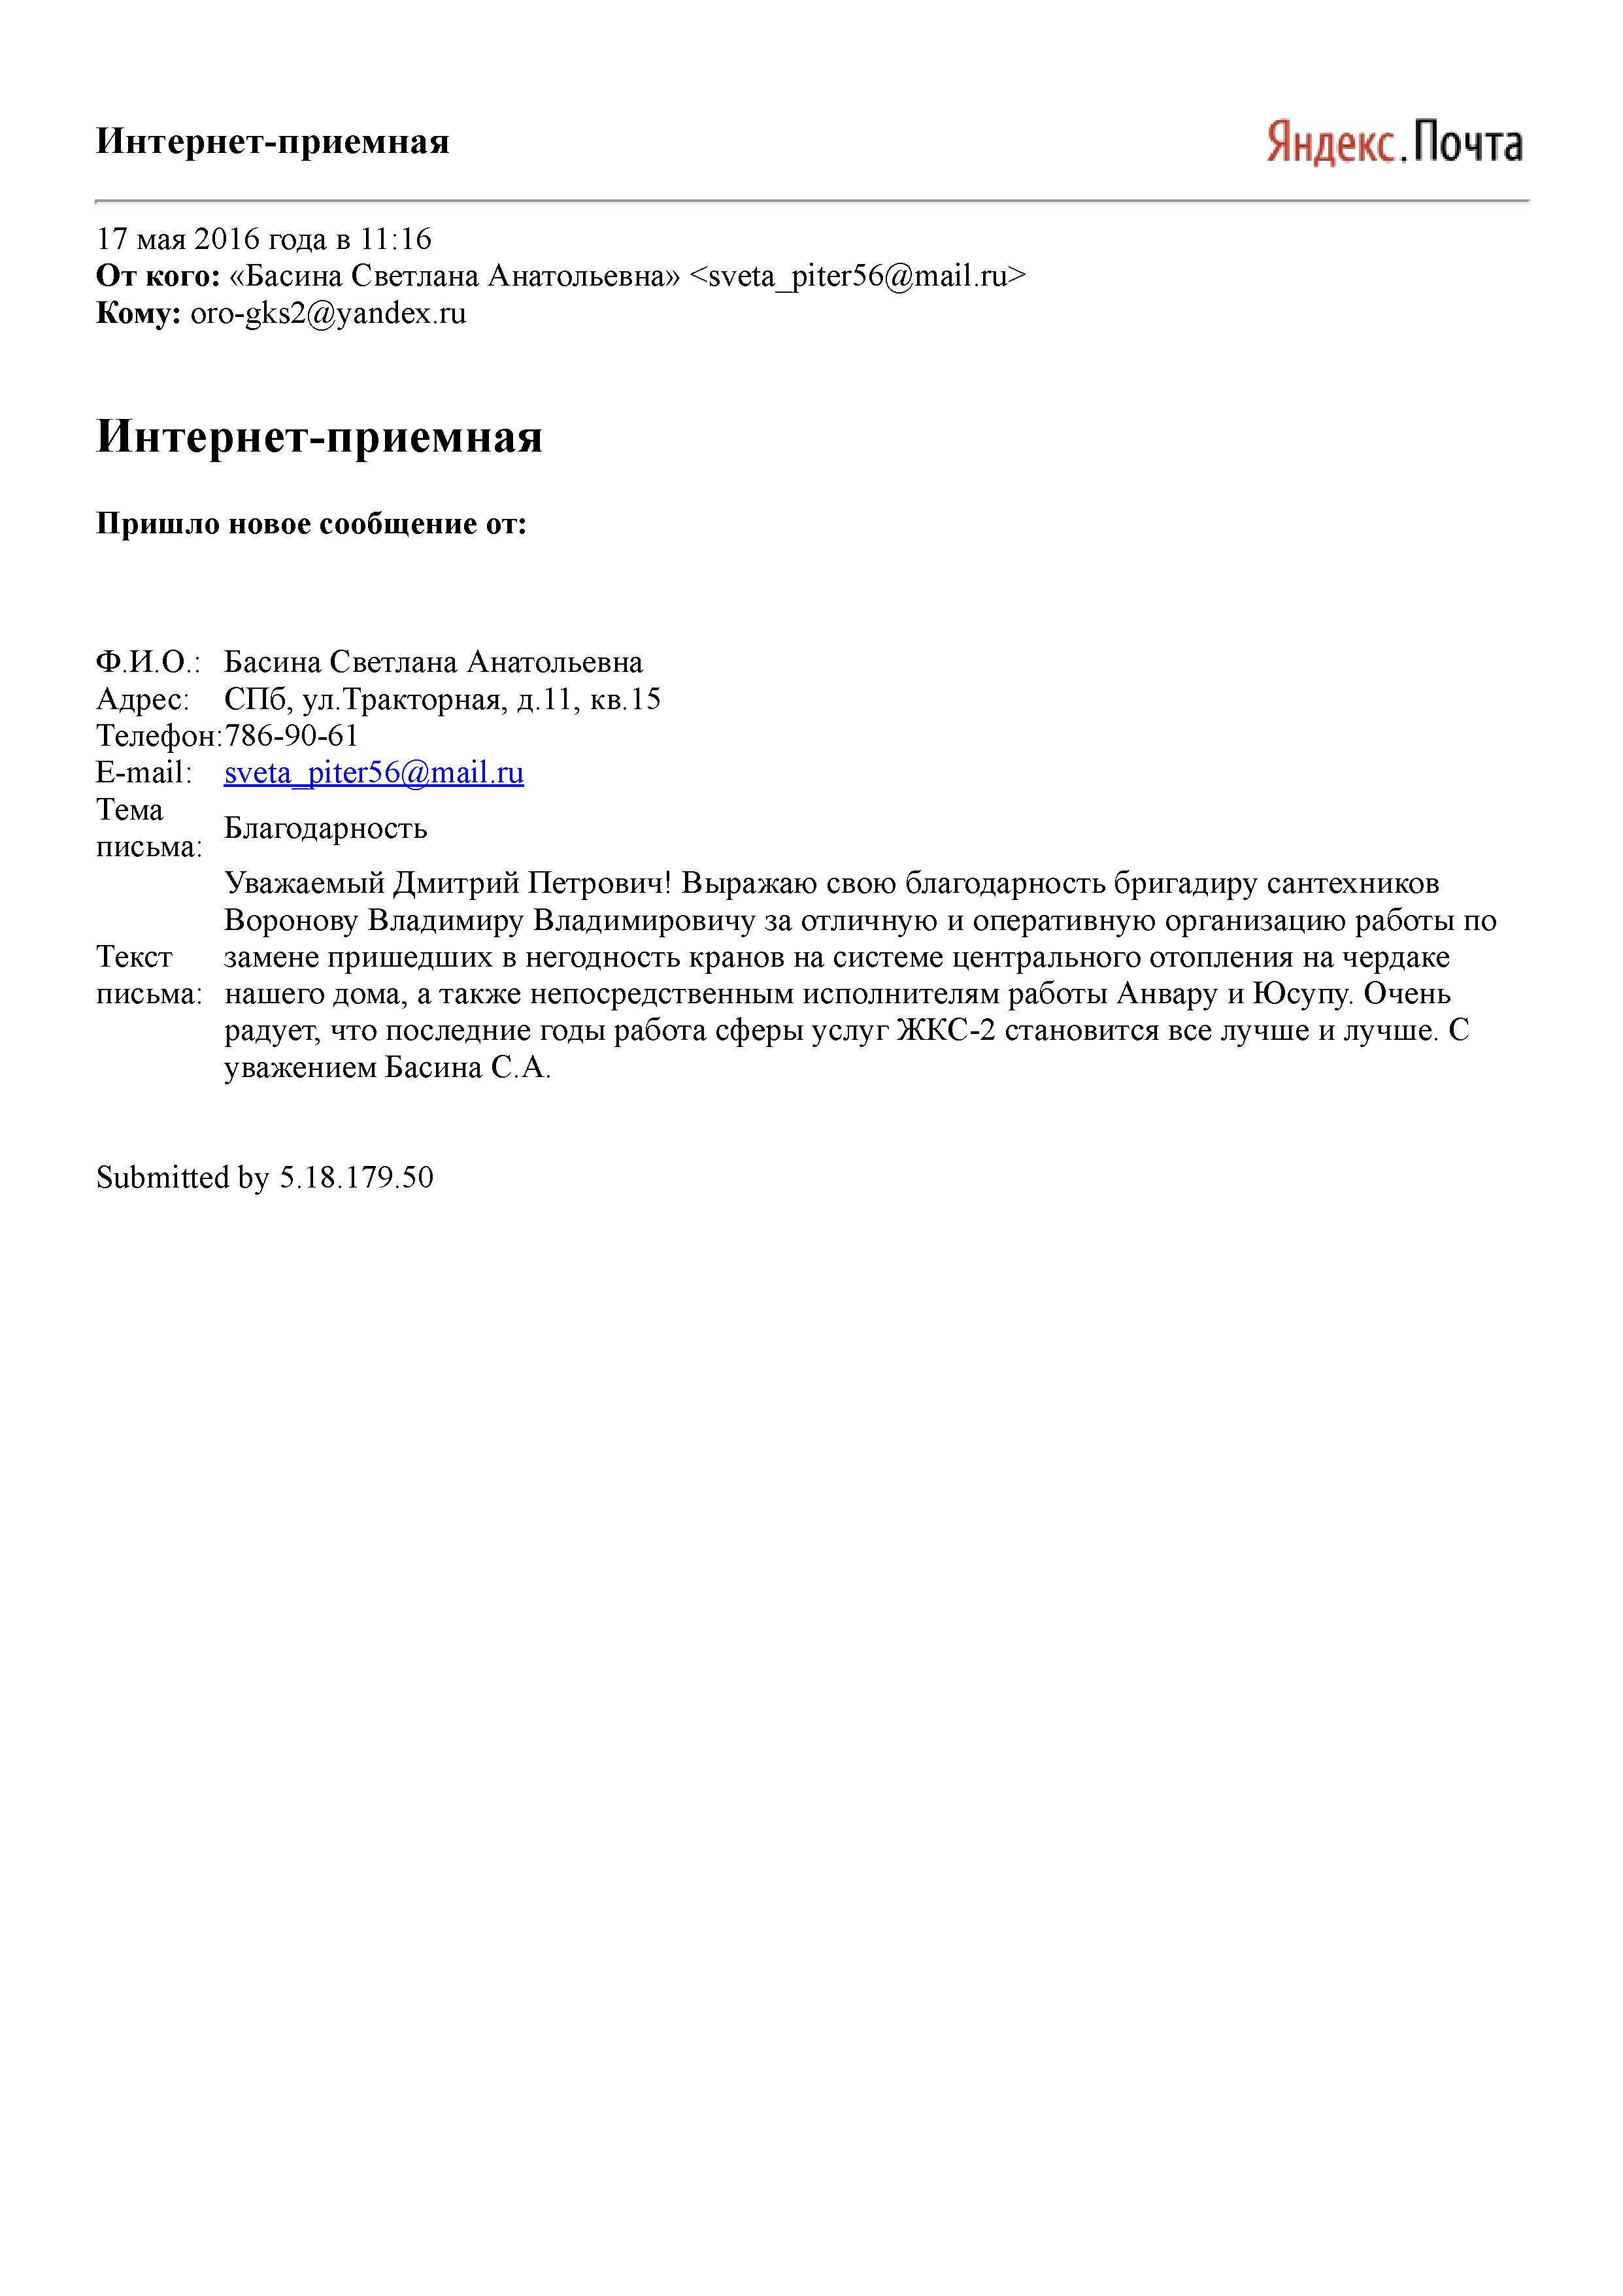 Интернет-приемная
Яндекс.Почта
17 мая 2016 года в 11:16
От кого: «Басина Светлана Анатольевна» <sveta_piter56@mail.ru>
Кому: oro-gks2@yandex.ru
Интернет-приемная
Пришло новое сообщение от:
Ф.И.О.: Басина Светлана Анатольевна
Адрес: СПб, ул.Тракторная, д.11, кв.15
Телефон: 786-90-61
E-mail: sveta_piter56@mail.ru
Тема
письма:
Благодарность
Текст
письма:
Уважаемый Дмитрий Петрович! Выражаю свою благодарность бригадиру сантехников
Воронову Владимиру Владимировичу за отличную и оперативную организацию работы по
замене пришедших в негодность кранов на системе центрального отопления на чердаке
нашего дома, а также непосредственным исполнителям работы Анвару и Юсупу. Очень
радует, что последние годы работа сферы услуг ЖКС-2 становится все лучше и лучше. С
уважением Басина С.А.
Submitted by 5.18.179.50